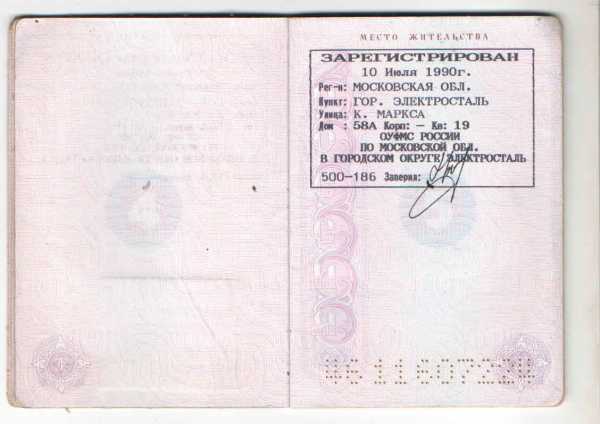 МЕСТО ЖИТЕЛЬСТВА
ЗАРЕГИСТРИРОВАН
10 Июля 1990г.
Рег-н: МОСКОВСКАЯ ОБЛ.
Пункт: ГОР. ЭЛЕКТРОСТАЛЬ
Улица: К. МАРКСА
Дом : 58А Корп: — Кв: 19
ОУФМС РОССИИ
ПО МОСКОВСКОЙ ОБЛ.
В ГОРОДСКОМ ОКРУГЕ ЭЛЕКТРОСТАЛЬ
500-186 Заверил: